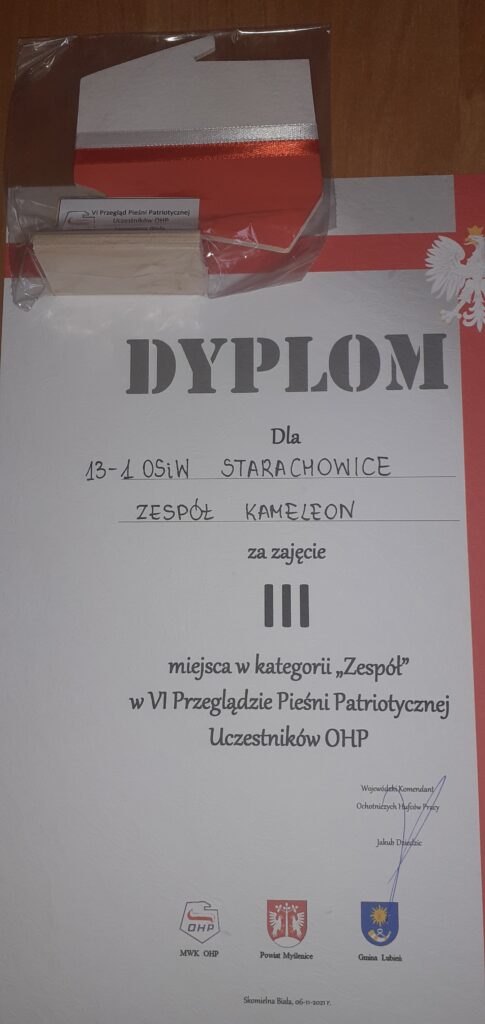 VI Przegląd Pieśni Patriotycznej
Uczestników OHP
DYPLOM
Dla
13-1 OSiW STARACHOWICE
ZESPÓŁ KAMELEON
za zajęcie
III
miejsca w kategorii „Zespół”
w VI Przeglądzie Pieśni Patriotycznej
Uczestników OHP
Wojewódzki Komendant
Ochotniczych Hufców Pracy
Jakub Dziedzic
OHP
MWK OHP
Powiat Myślenice
Gmina Lubień
Skomielna Biała, 06-11-2021 r.